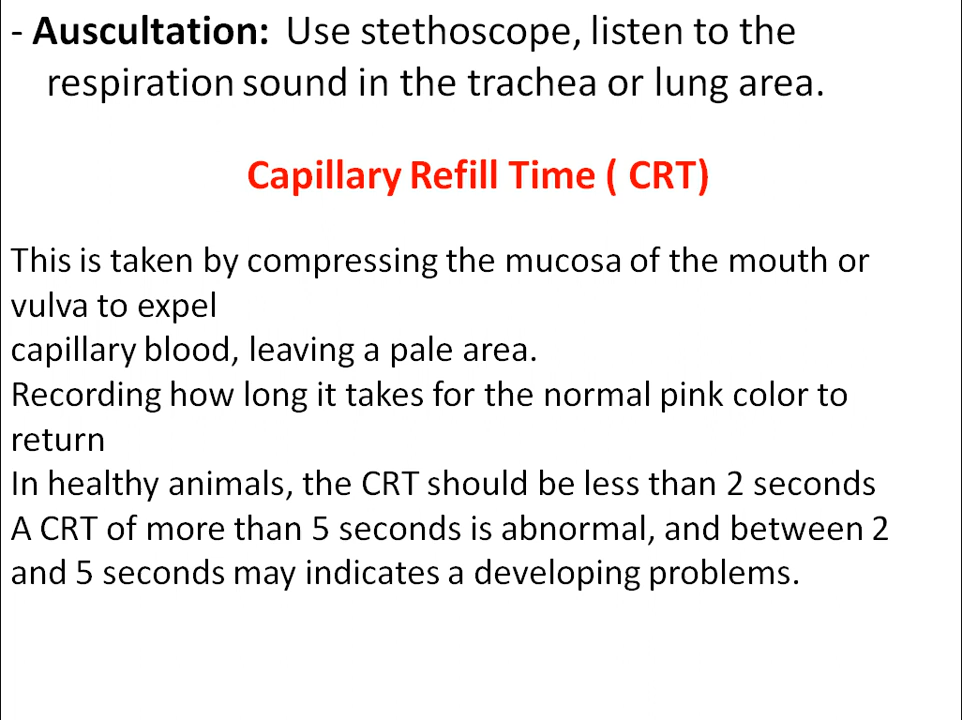 - Auscultation: Use stethoscope, listen to the
respiration sound in the trachea or lung area.
Capillary Refill Time ( CRT)
This is taken by compressing the mucosa of the mouth or
vulva to expel
capillary blood, leaving a pale area.
Recording how long it takes for the normal pink color to
return
In healthy animals, the CRT should be less than 2 seconds
A CRT of more than 5 seconds is abnormal, and between 2
and 5 seconds may indicates a developing problems.